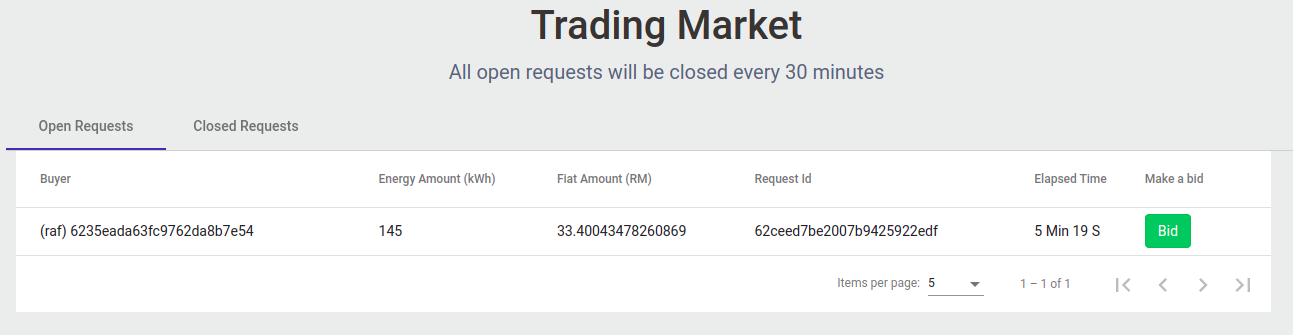 Trading Market
All open requests will be closed every 30 minutes
Open Requests Closed Requests
Buyer Energy Amount (kWh) Fiat Amount (RM) Request Id Elapsed Time Make a bid
(raf) 6235eada63fc9762da8b7e54 145 33.40043478260869 62ceed7be2007b9425922edf 5 Min 19 S Bid
Items per page: 5 1 – 1 of 1